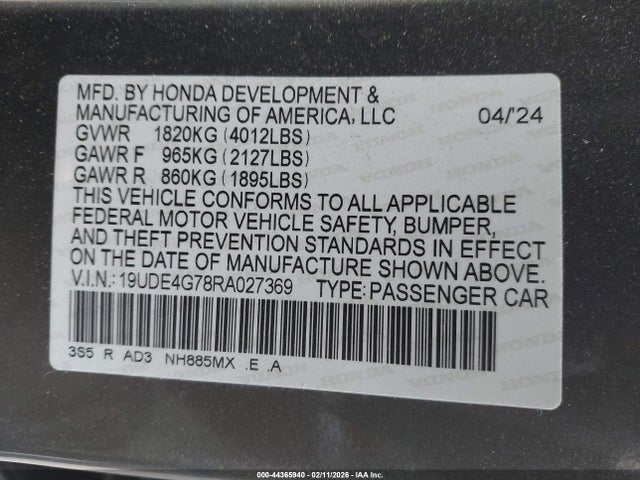 MFD. BY HONDA DEVELOPMENT &
MANUFACTURING OF AMERICA, LLC 04/'24
GVWR 1820KG (4012LBS)
GAWR F 965KG (2127LBS)
GAWR R 860KG (1895LBS)
THIS VEHICLE CONFORMS TO ALL APPLICABLE
FEDERAL MOTOR VEHICLE SAFETY, BUMPER,
AND THEFT PREVENTION STANDARDS IN EFFECT
ON THE DATE OF MANUFACTURE SHOWN ABOVE.
V.I.N.: 19UDE4G78RA027369 TYPE: PASSENGER CAR
3S5 R AD3 NH885MX .E .A
000-44365940 - 02/11/2026 - IAA Inc.